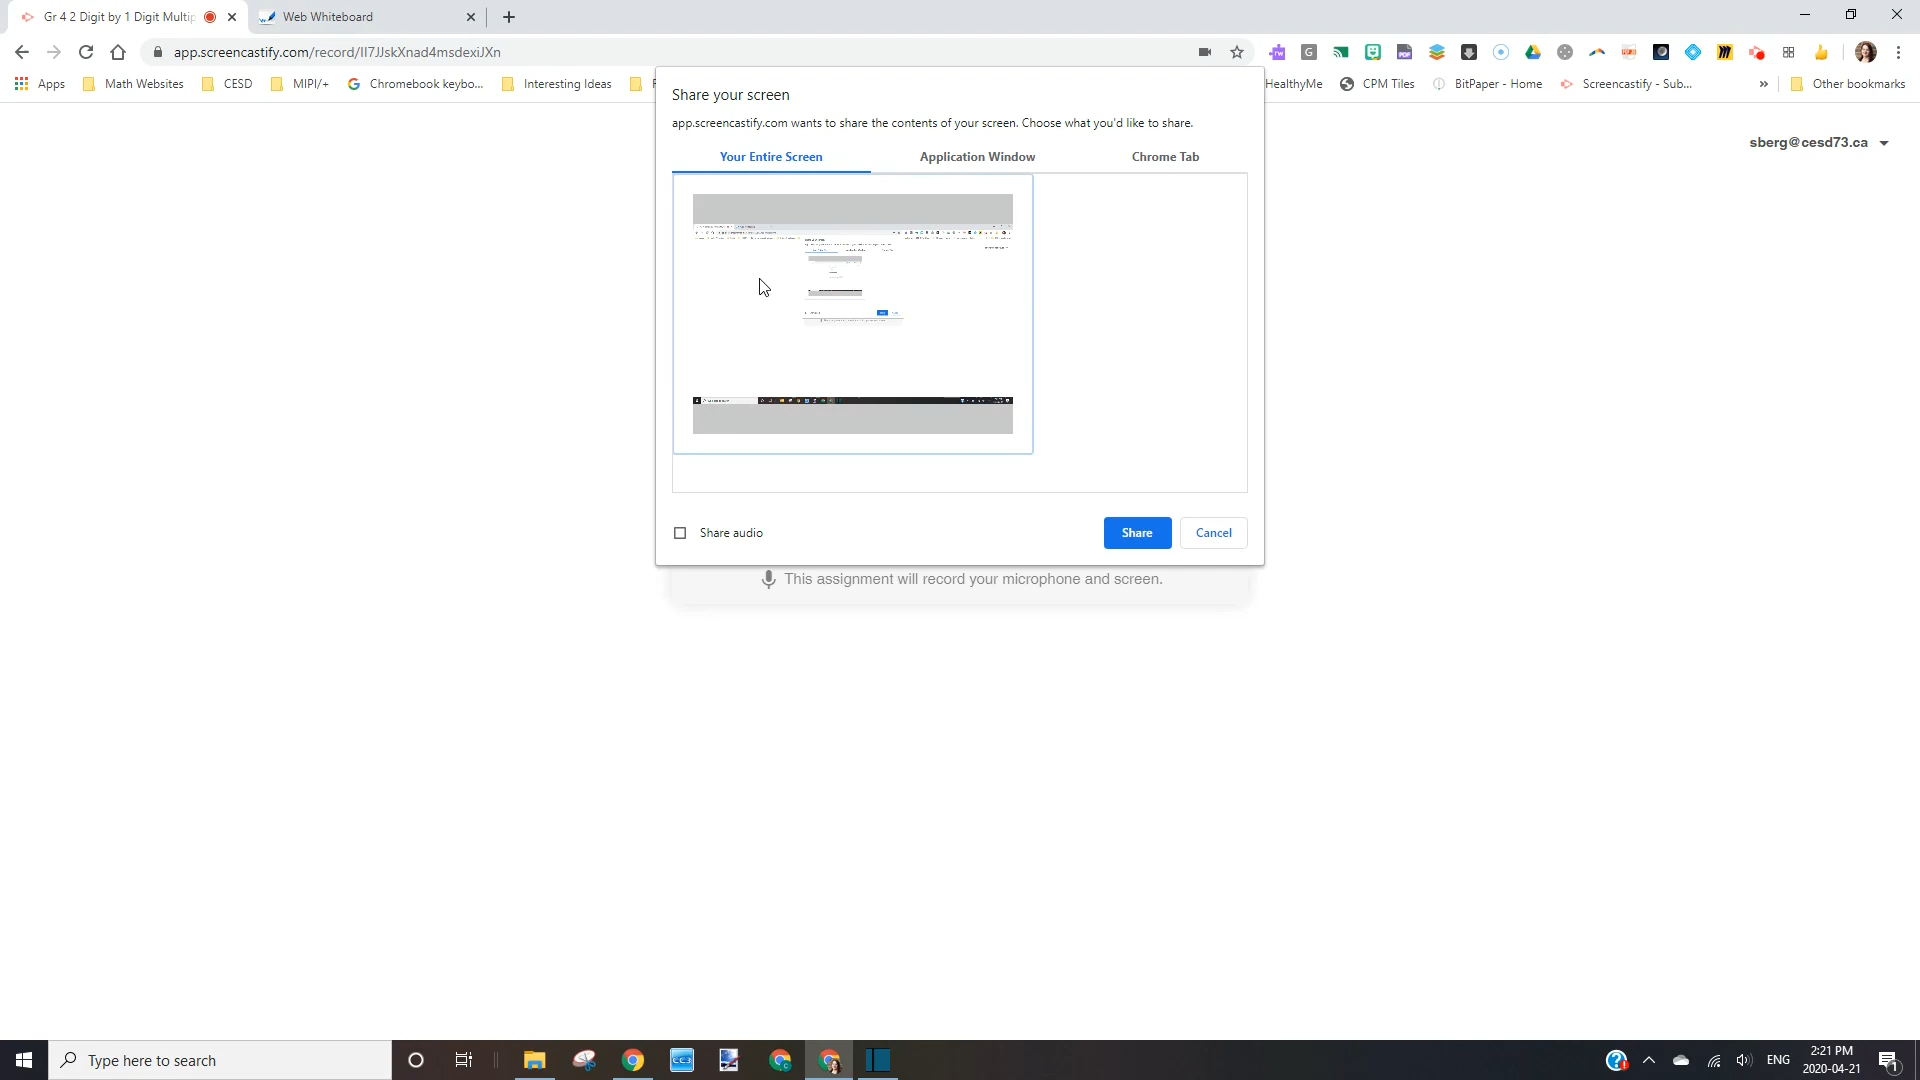 Gr 4 2 Digit by 1 Digit Multip
Web Whiteboard
app.screencastify.com/record/II7JJskXnad4msdexiJXn
Apps
Math Websites
CESD
MIPI/+
Chromebook keybo...
Interesting Ideas
HealthyMe
CPM Tiles
BitPaper - Home
Screencastify - Sub...
»
Other bookmarks
sberg@cesd73.ca
Share your screen
app.screencastify.com wants to share the contents of your screen. Choose what you'd like to share.
Your Entire Screen
Application Window
Chrome Tab
Share audio
Share
Cancel
This assignment will record your microphone and screen.
Type here to search
ENG
2:21 PM
2020-04-21
1